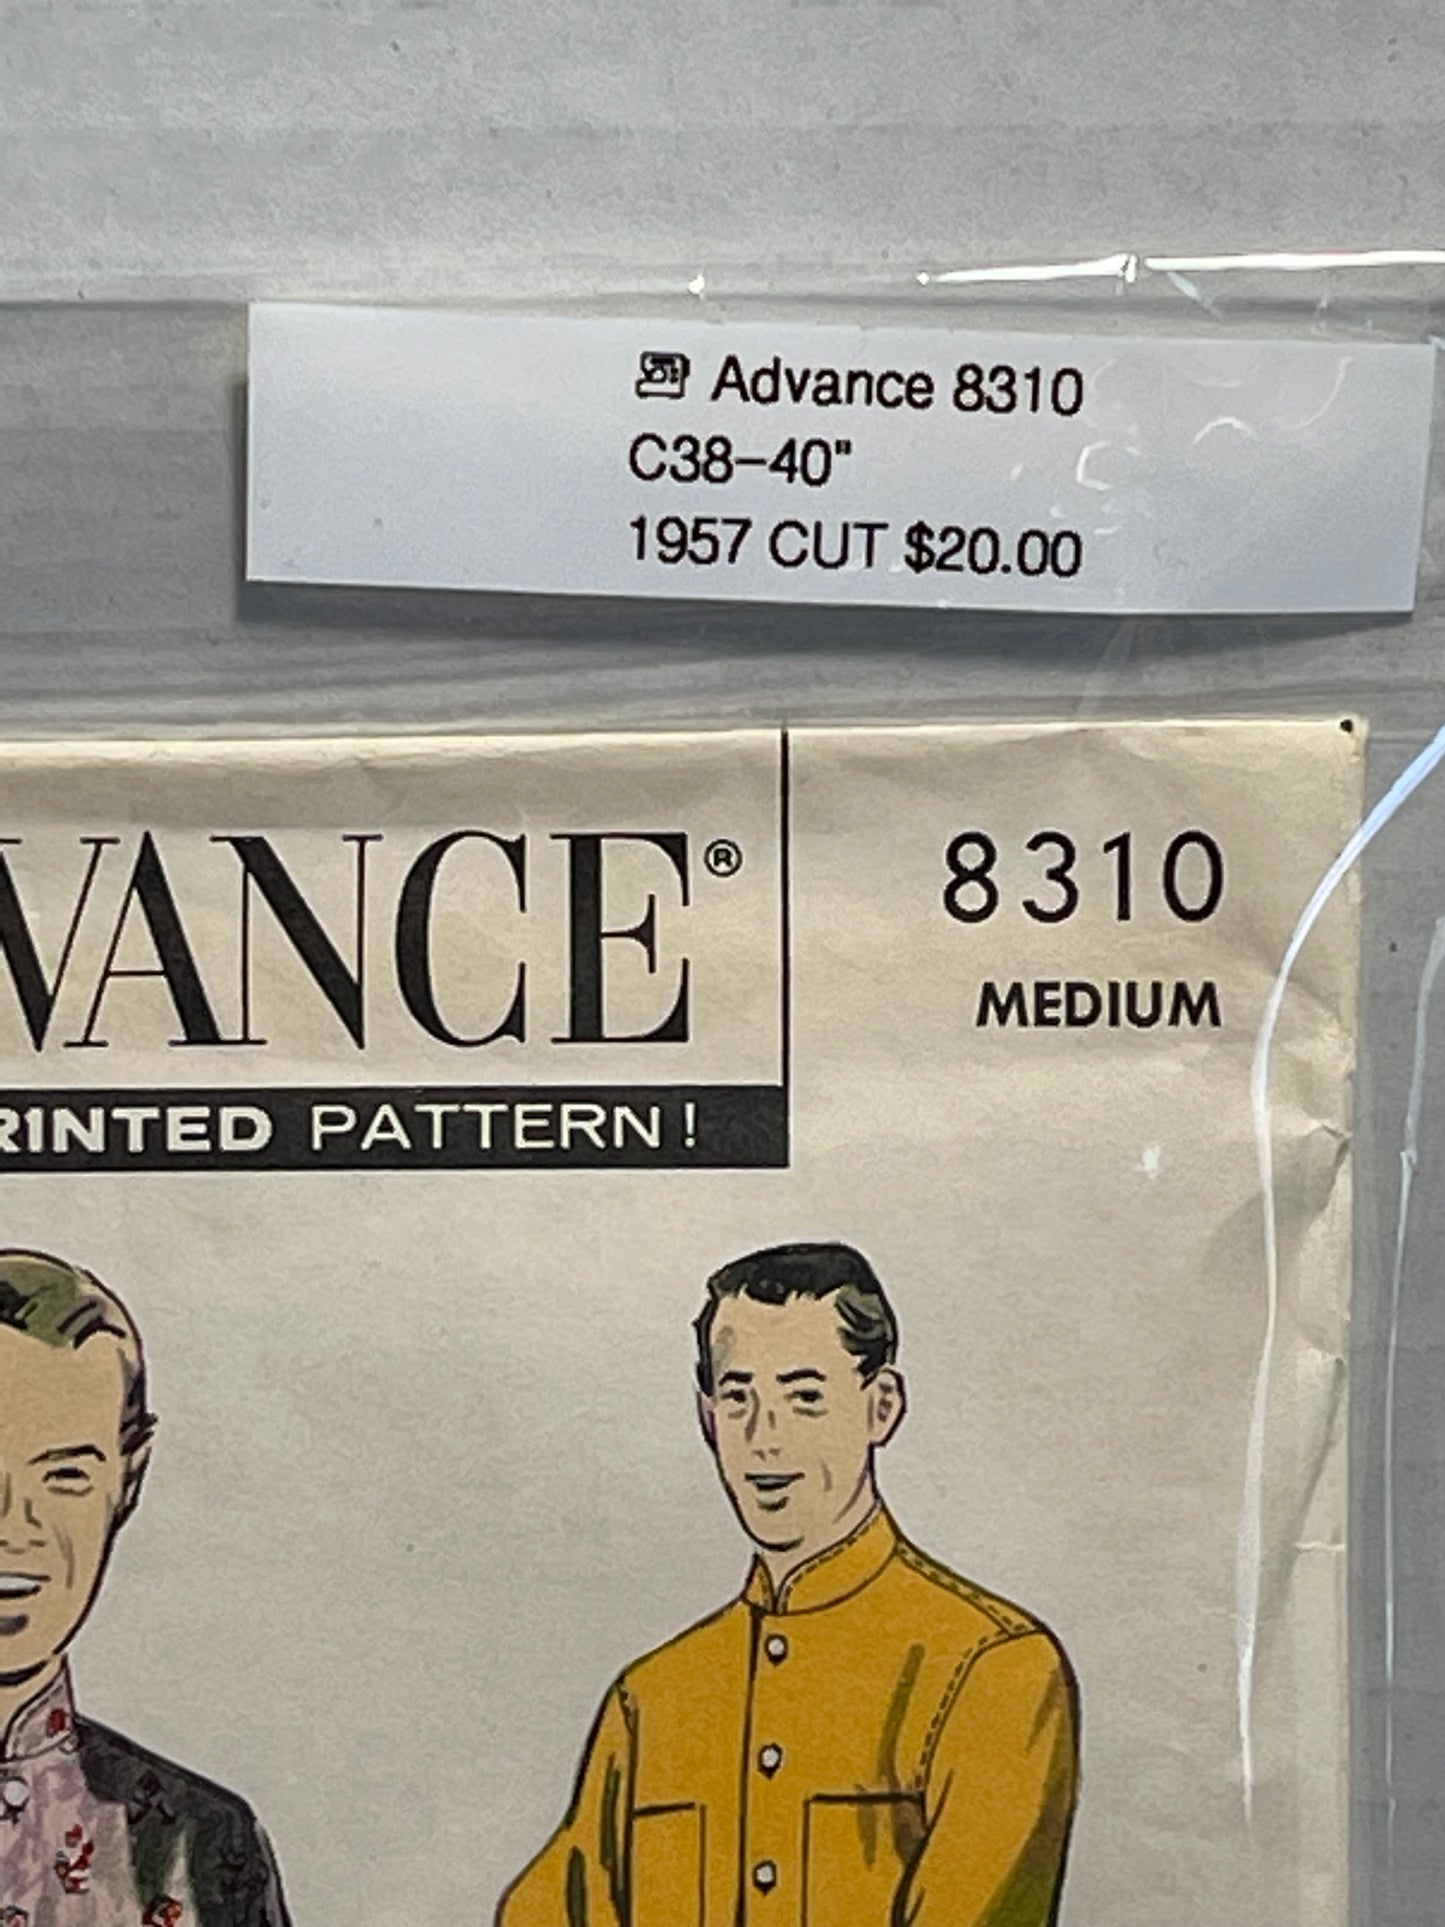 Advance 8310
C38-40"
1957 CUT $20.00
VANCE®
8310
MEDIUM
RINTED PATTERN!